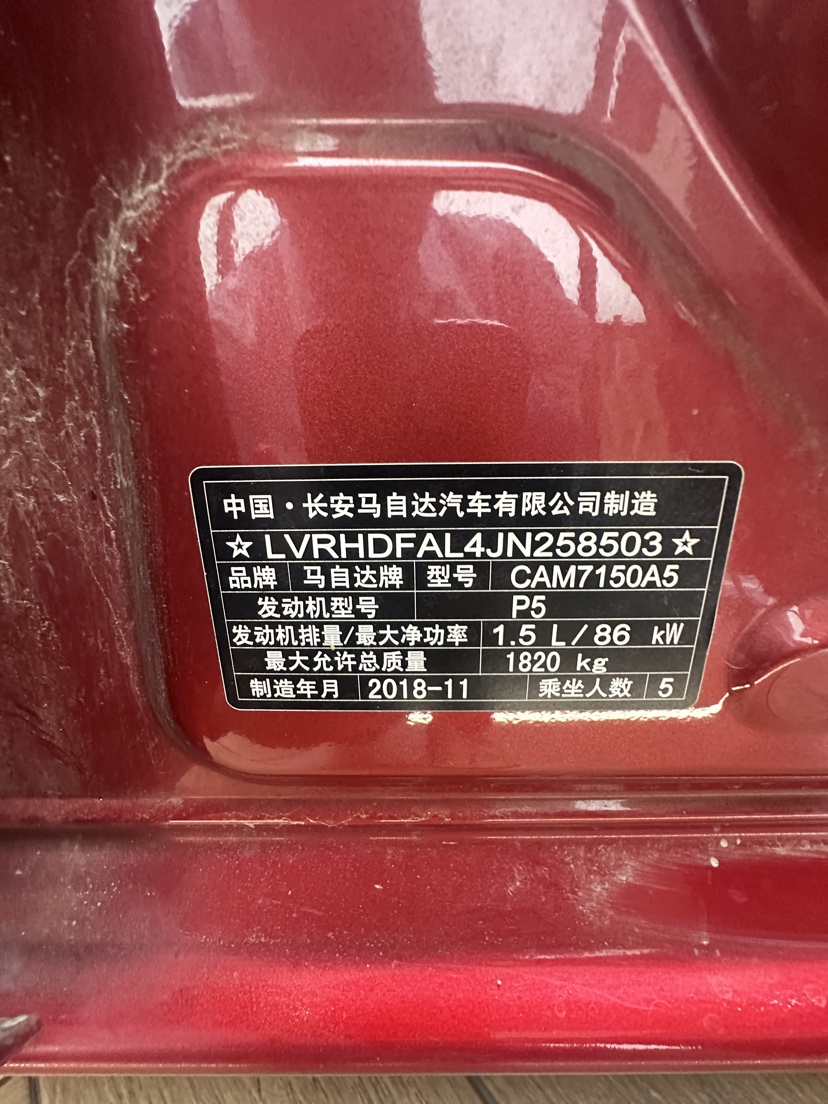 中国·长安马自达汽车有限公司制造
☆LVRHDFAL4JN258503☆
品牌 马自达牌 型号 CAM7150A5
发动机型号 P5
发动机排量/最大净功率 1.5 L/86 kW
最大允许总质量 1820 kg
制造年月 2018-11 乘坐人数 5